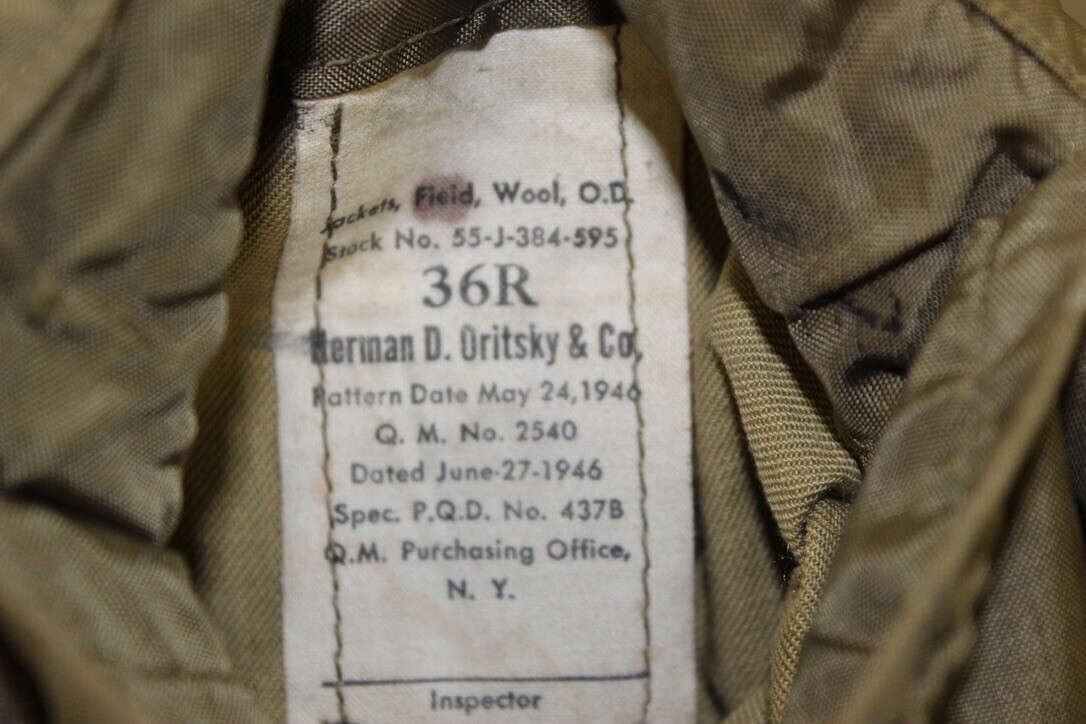 Jackets, Field, Wool, O.D.
Stock No. 55-J-384-595
36R
Herman D. Oritsky & Co.
Pattern Date May 24, 1946
Q. M. No. 2540
Dated June-27-1946
Spec. P.Q.D. No. 437B
Q.M. Purchasing Office,
N. Y.
Inspector